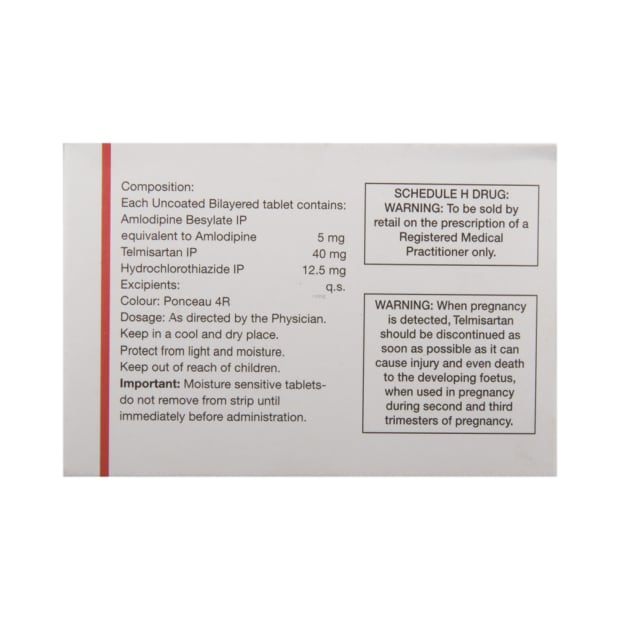 Composition:
Each Uncoated Bilayered tablet contains:
Amlodipine Besylate IP
equivalent to Amlodipine 5 mg
Telmisartan IP 40 mg
Hydrochlorothiazide IP 12.5 mg
Excipients: q.s.
Colour: Ponceau 4R
Dosage: As directed by the Physician.
Keep in a cool and dry place.
Protect from light and moisture.
Keep out of reach of children.
Important: Moisture sensitive tablets-
do not remove from strip until
immediately before administration.
SCHEDULE H DRUG:
WARNING: To be sold by
retail on the prescription of a
Registered Medical
Practitioner only.
WARNING: When pregnancy
is detected, Telmisartan
should be discontinued as
soon as possible as it can
cause injury and even death
to the developing foetus,
when used in pregnancy
during second and third
trimesters of pregnancy.